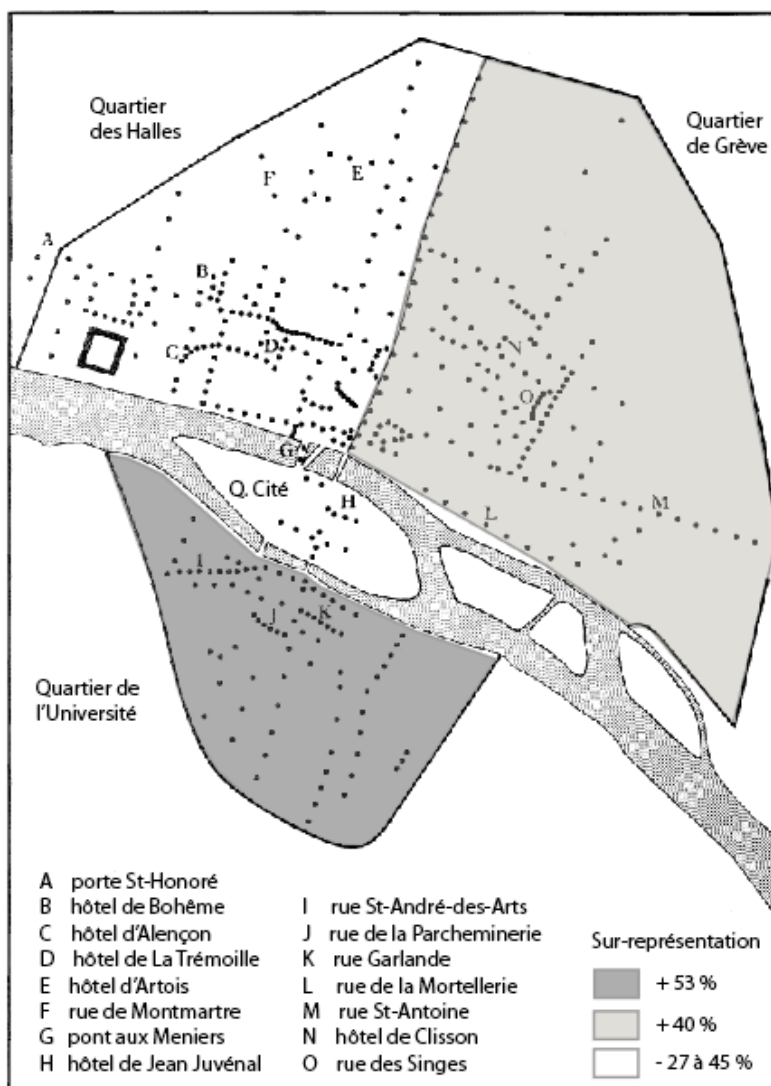 Quartier
des Halles
Quartier
de Grève
E
F
A
B
C
D
N
O
G
Q. Cité
H
L
M
I
J
K
Quartier de
l'Université
A porte St-Honoré
B hôtel de Bohême
C hôtel d'Alençon
D hôtel de La Trémoille
E hôtel d'Artois
F rue de Montmartre
G pont aux Meniers
H hôtel de Jean Juvénal
I rue St-André-des-Arts
J rue de la Parcheminerie
K rue Garlande
L rue de la Mortellerie
M rue St-Antoine
N hôtel de Clisson
O rue des Singes
Sur-représentation
+ 53 %
+ 40 %
- 27 à 45 %